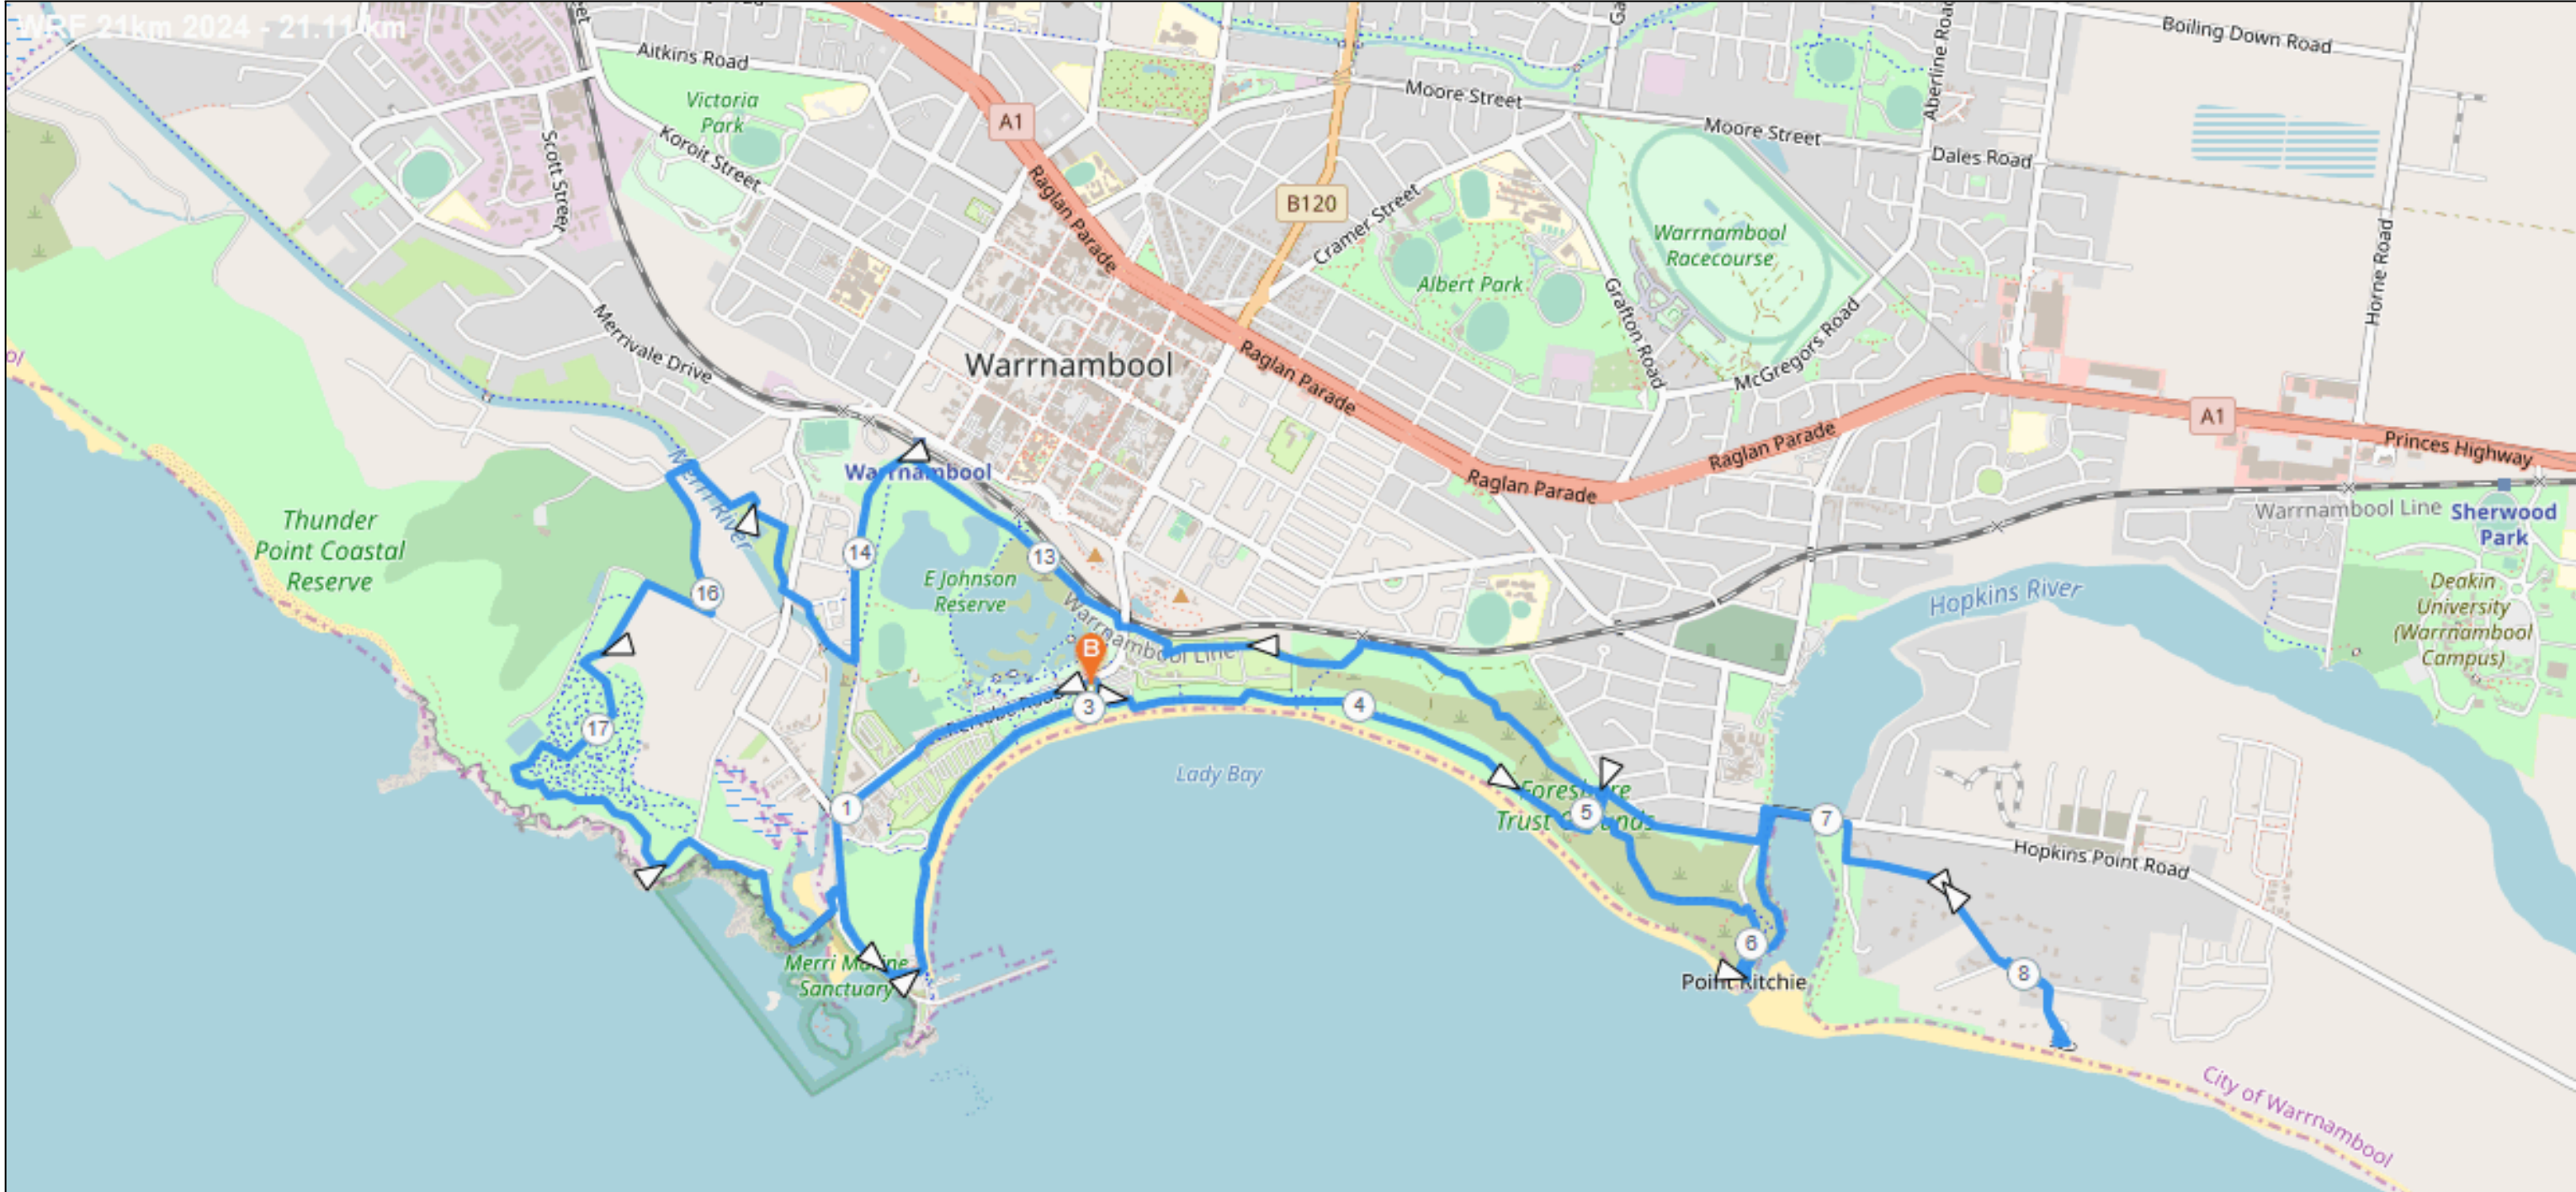 WRF 21km 2024 - 21.11 km
Boiling Down Road
Aitkins Road
Victoria
Park
Koroit Street
Scott Street
A1
Raglan Parade
Moore Street
Moore Street
Aberline Road
Dales Road
B120
Cramer Street
Albert Park
Warrnambool
Racecourse
Grafton Road
McGregors Road
Horne Road
Merrivale Drive
Warrnambool
Raglan Parade
Raglan Parade
Raglan Parade
A1
Princes Highway
Warrnambool
Merri River
Thunder
Point Coastal
Reserve
14
13
E Johnson
Reserve
16
Warrnambool Line
Warrnambool Line
Sherwood
Park
Hopkins River
Deakin
University
(Warrnambool
Campus)
B
17
3
4
1
Lady Bay
Foreshore
Trust Grounds
5
7
Hopkins Point Road
6
8
Merri Marine
Sanctuary
Point Ritchie
City of Warrnambool